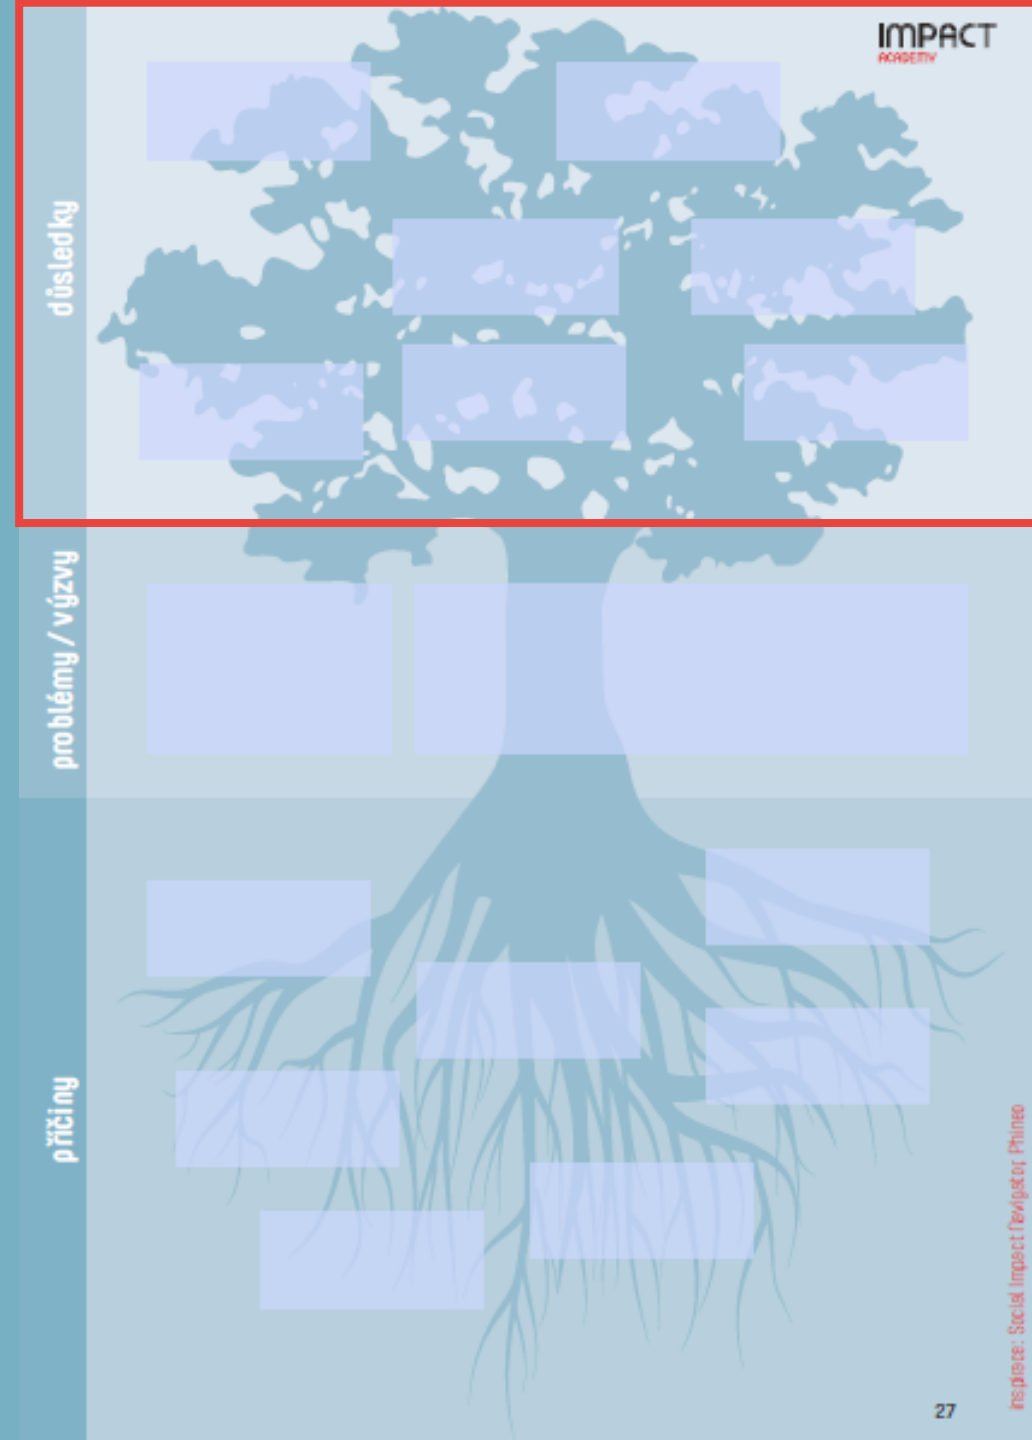 IMPACT
ACADEMY
důsledky
problémy / výzvy
příčiny
Inspirace: Social Impact Navigator, Phineo
27